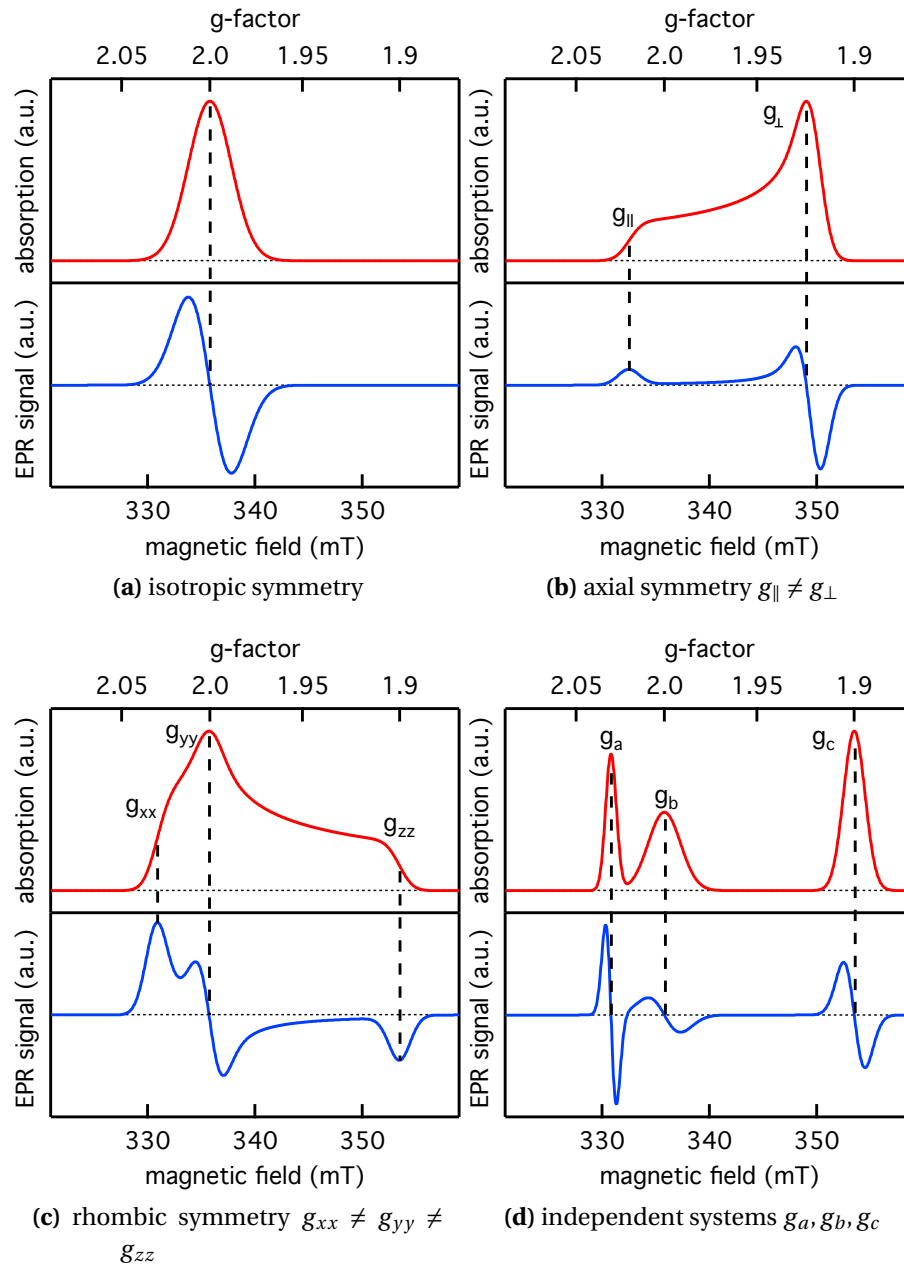 g-factor
2.05 2.0 1.95 1.9
absorption (a.u.)
EPR signal (a.u.)
330 340 350
magnetic field (mT)
(a) isotropic symmetry
g-factor
2.05 2.0 1.95 1.9
absorption (a.u.)
g∥
g⊥
EPR signal (a.u.)
330 340 350
magnetic field (mT)
(b) axial symmetry g∥ ≠ g⊥
g-factor
2.05 2.0 1.95 1.9
absorption (a.u.)
gxx
gyy
gzz
EPR signal (a.u.)
330 340 350
magnetic field (mT)
(c) rhombic symmetry gxx ≠ gyy ≠
gzz
g-factor
2.05 2.0 1.95 1.9
absorption (a.u.)
ga
gb
gc
EPR signal (a.u.)
330 340 350
magnetic field (mT)
(d) independent systems ga, gb, gc